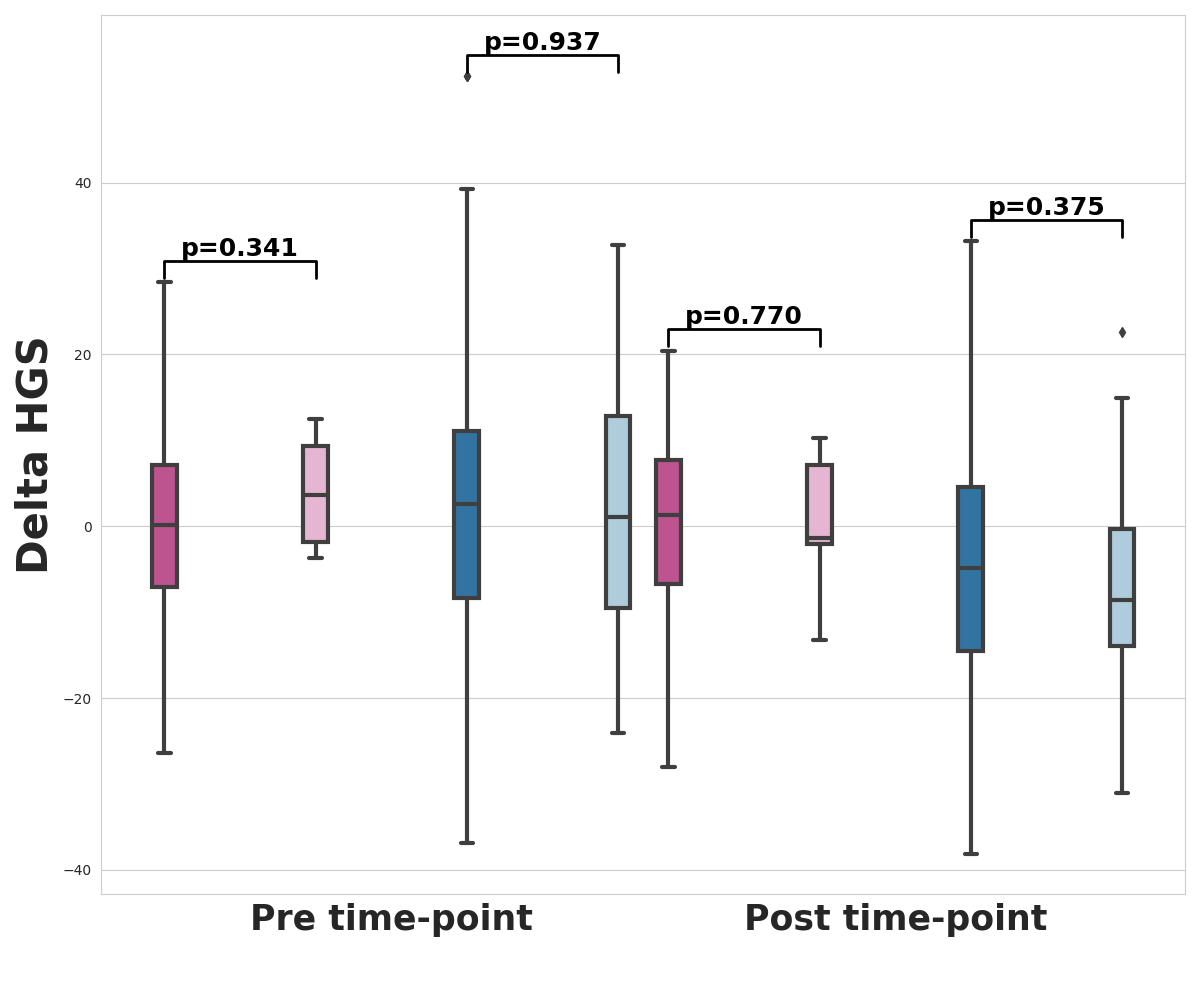 p=0.937
40
p=0.375
p=0.341
p=0.770
20
Delta HGS
0
−20
−40
Pre time-point
Post time-point